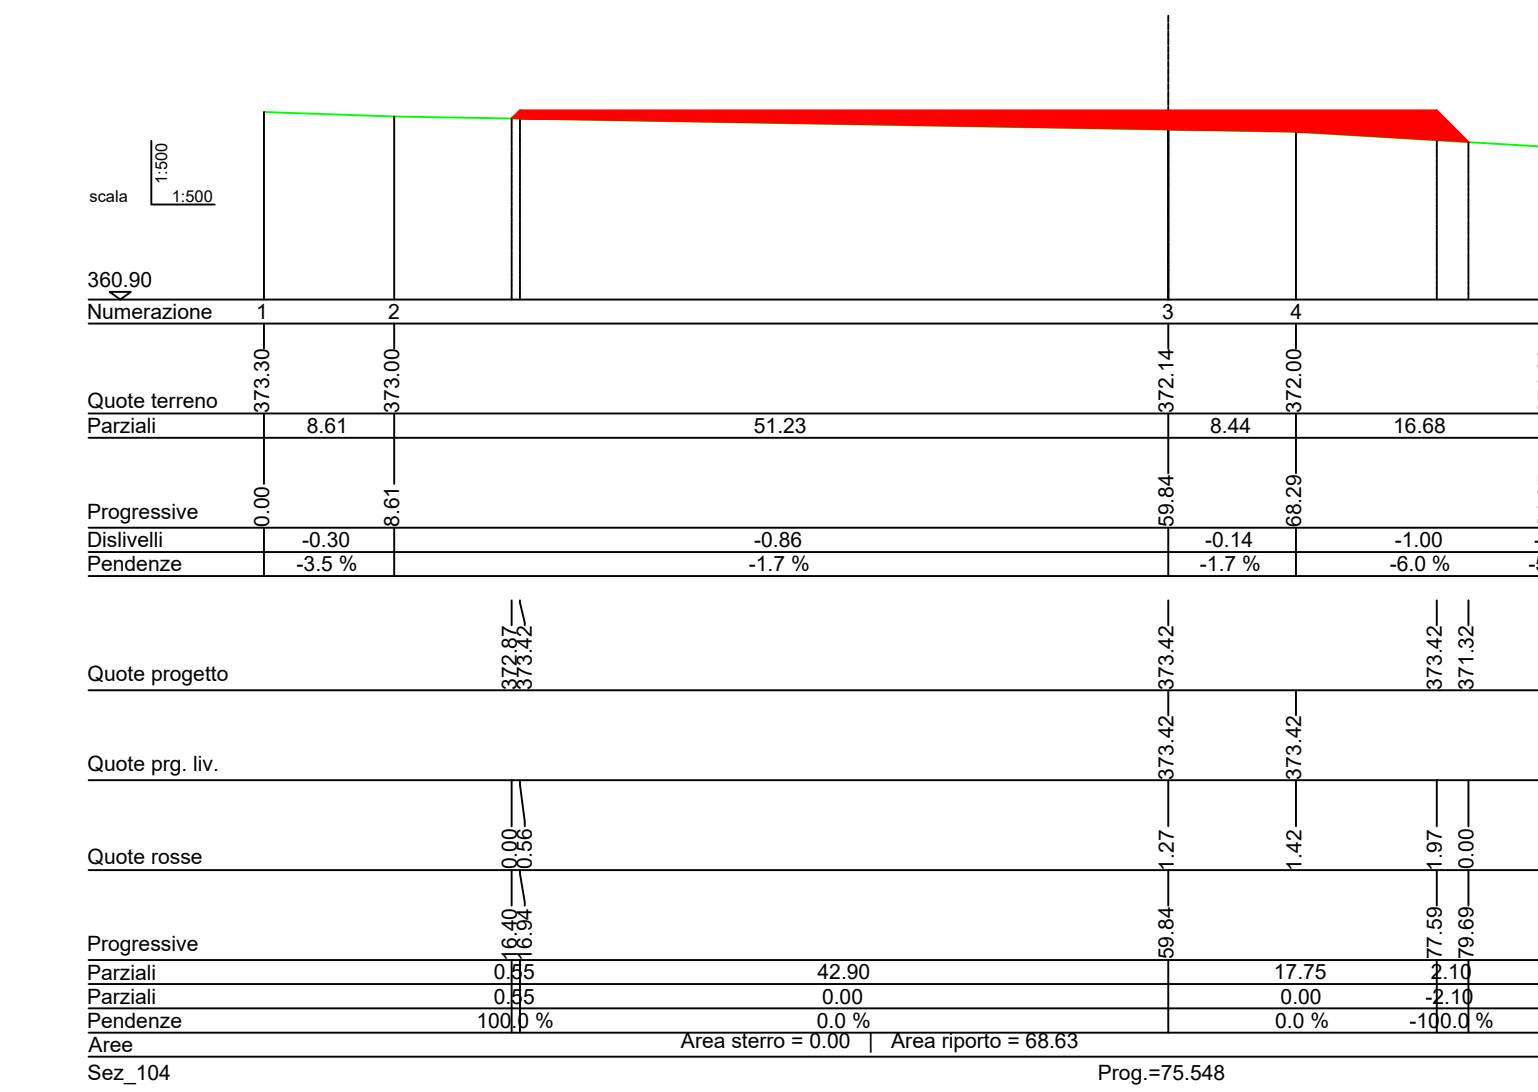 1:500
scala 1:500
360.90
Numerazione 1 2 3 4
Quote terreno 373.30 373.00 372.14 372.00
Parziali 8.61 51.23 8.44 16.68
Progressive 0.00 8.61 59.84 68.29
Dislivelli -0.30 -0.86 -0.14 -1.00
Pendenze -3.5 % -1.7 % -1.7 % -6.0 %
Quote progetto 372.87 373.42 373.42 373.42 371.32
Quote prg. liv. 373.42 373.42
Quote rosse 0.00 0.56 1.27 1.42 1.97 0.00
Progressive 16.40 16.94 59.84 77.59 79.69
Parziali 0.55 42.90 17.75 2.10
Parziali 0.55 0.00 0.00 -2.10
Pendenze 100.0 % 0.0 % 0.0 % -100.0 %
Aree Area sterro = 0.00 | Area riporto = 68.63
Sez_104 Prog.=75.548